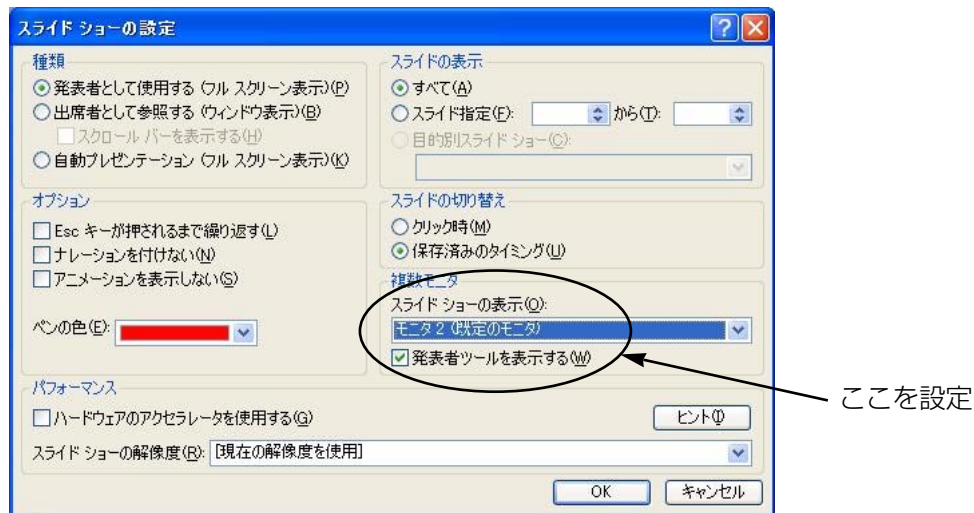 スライド ショーの設定
種類
発表者として使用する (フル スクリーン表示)(P)
出席者として参照する (ウィンドウ表示)(B)
スクロール バーを表示する(H)
自動プレゼンテーション (フル スクリーン表示)(K)
スライドの表示
すべて(A)
スライド指定(F): から(T):
目的別スライド ショー(C):
オプション
Esc キーが押されるまで繰り返す(L)
ナレーションを付けない(N)
アニメーションを表示しない(S)
ペンの色(E):
スライドの切り替え
クリック時(M)
保存済みのタイミング(U)
複数モニタ
スライド ショーの表示(O):
モニタ 2 (既定のモニタ)
発表者ツールを表示する(W)
ここを設定
パフォーマンス
ハードウェアのアクセラレータを使用する(G)
ヒント(I)
スライド ショーの解像度(R): [現在の解像度を使用]
OK キャンセル